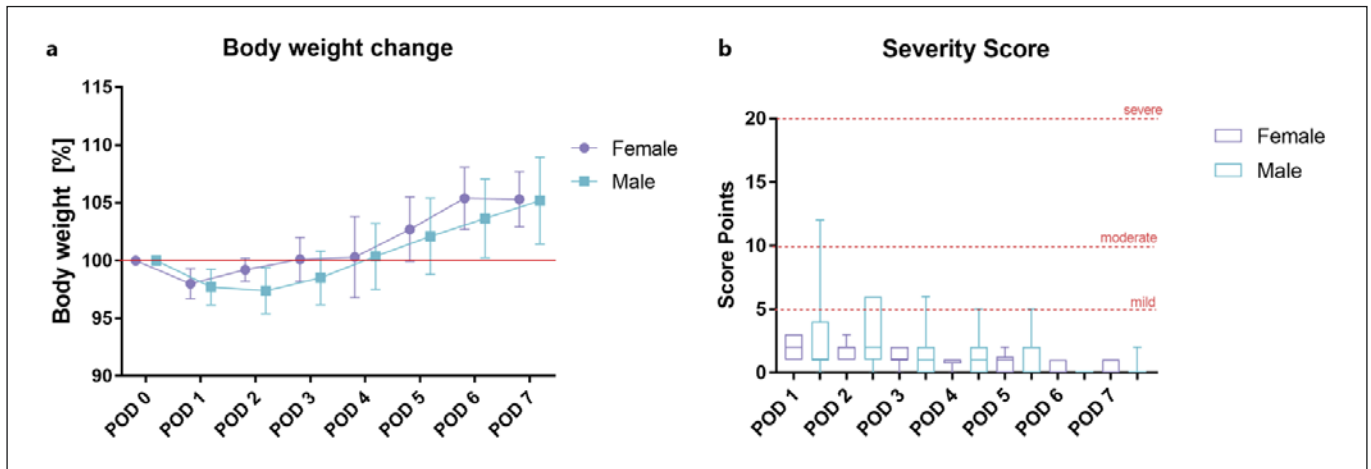 a
Body weight change
115
110
105
100
95
90
Body weight [%]
POD 0
POD 1
POD 2
POD 3
POD 4
POD 5
POD 6
POD 7
Female
Male
b
Severity Score
20
15
10
5
0
Score Points
severe
moderate
mild
POD 1
POD 2
POD 3
POD 4
POD 5
POD 6
POD 7
Female
Male